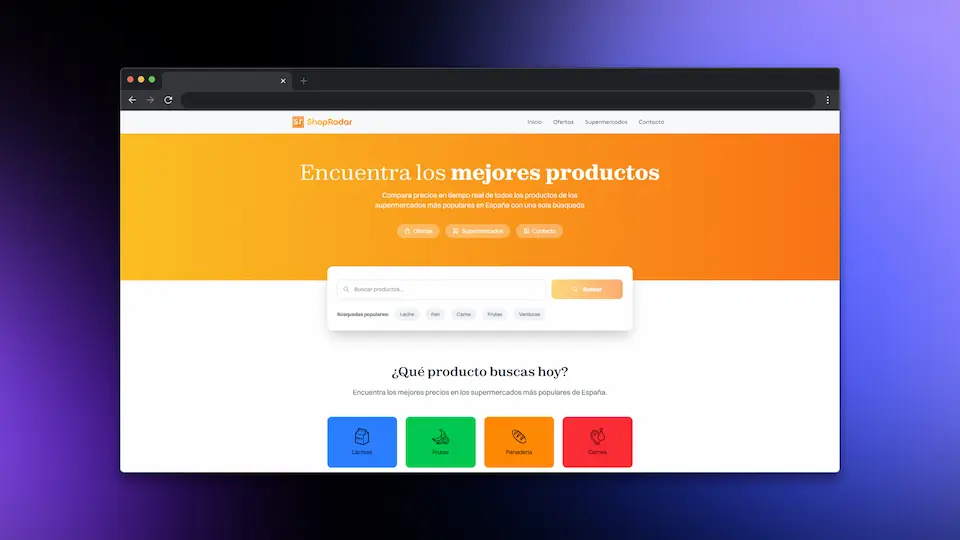 Sr ShopRadar
Inicio Ofertas Supermercados Contacto
Encuentra los mejores productos
Compara precios en tiempo real de todos los productos de los
supermercados más populares en España con una sola búsqueda
Ofertas Supermercados Contacto
Buscar productos... Buscar
Búsquedas populares: Leche Pan Carne Frutas Verduras
¿Qué producto buscas hoy?
Encuentra los mejores precios en los supermercados más populares de España.
Lácteos Frutas Panadería Carnes